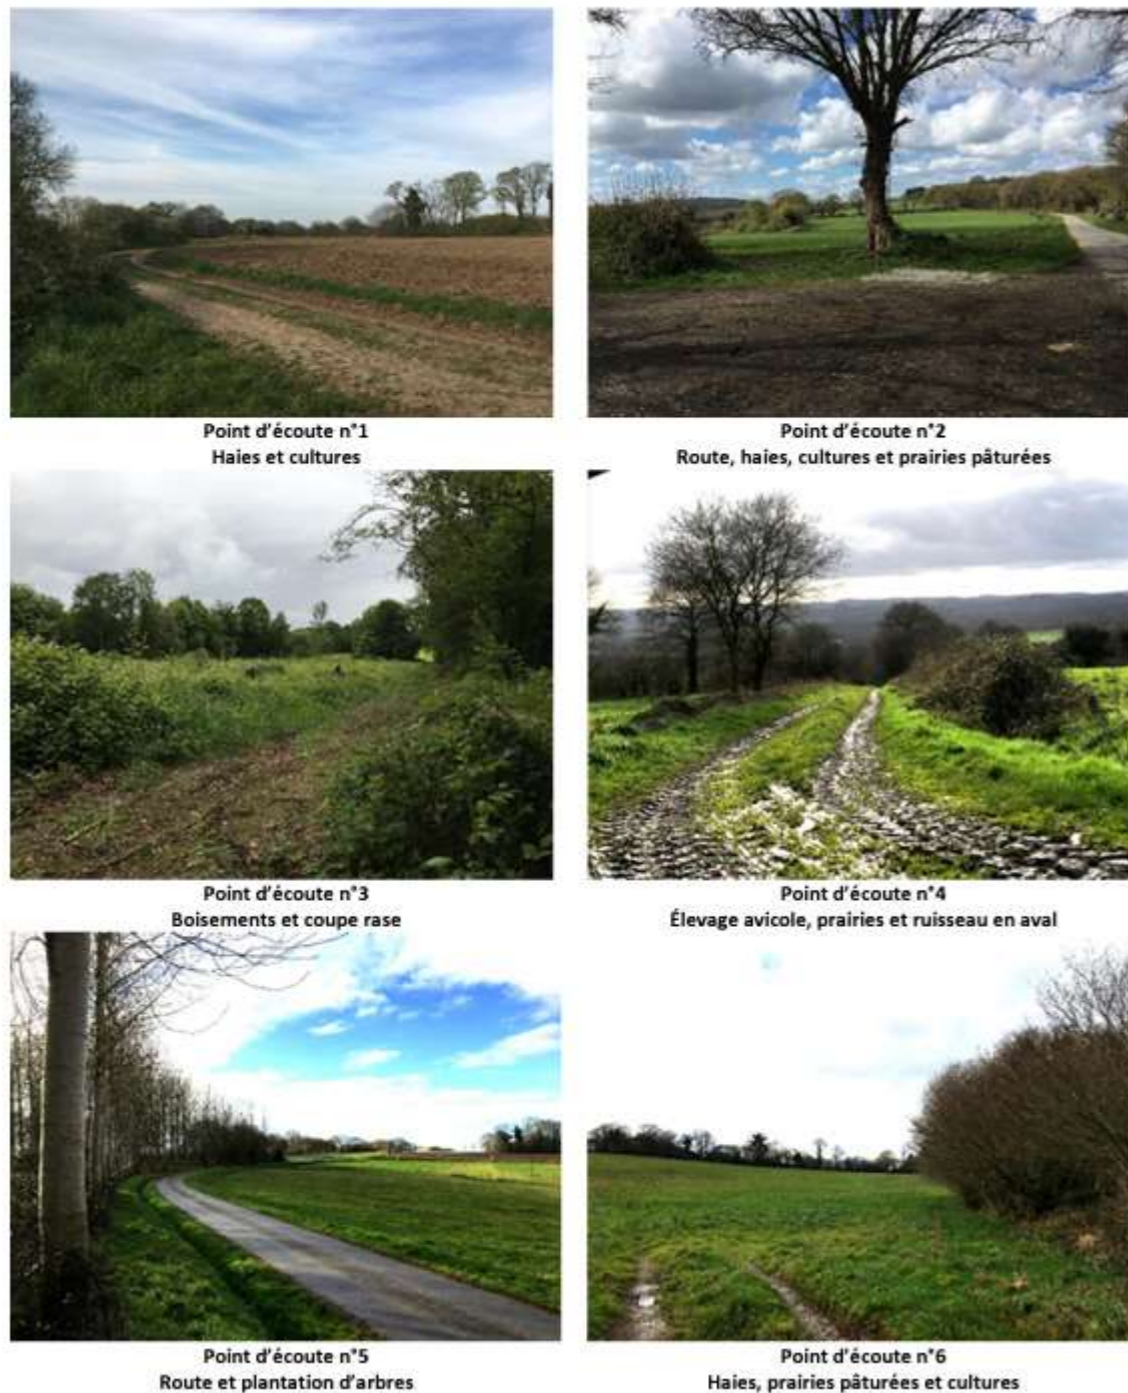 Point d'écoute n°1
Haies et cultures
Point d'écoute n°2
Route, haies, cultures et prairies pâturées
Point d'écoute n°3
Boisements et coupe rase
Point d'écoute n°4
Élevage avicole, prairies et ruisseau en aval
Point d'écoute n°5
Route et plantation d'arbres
Point d'écoute n°6
Haies, prairies pâturées et cultures